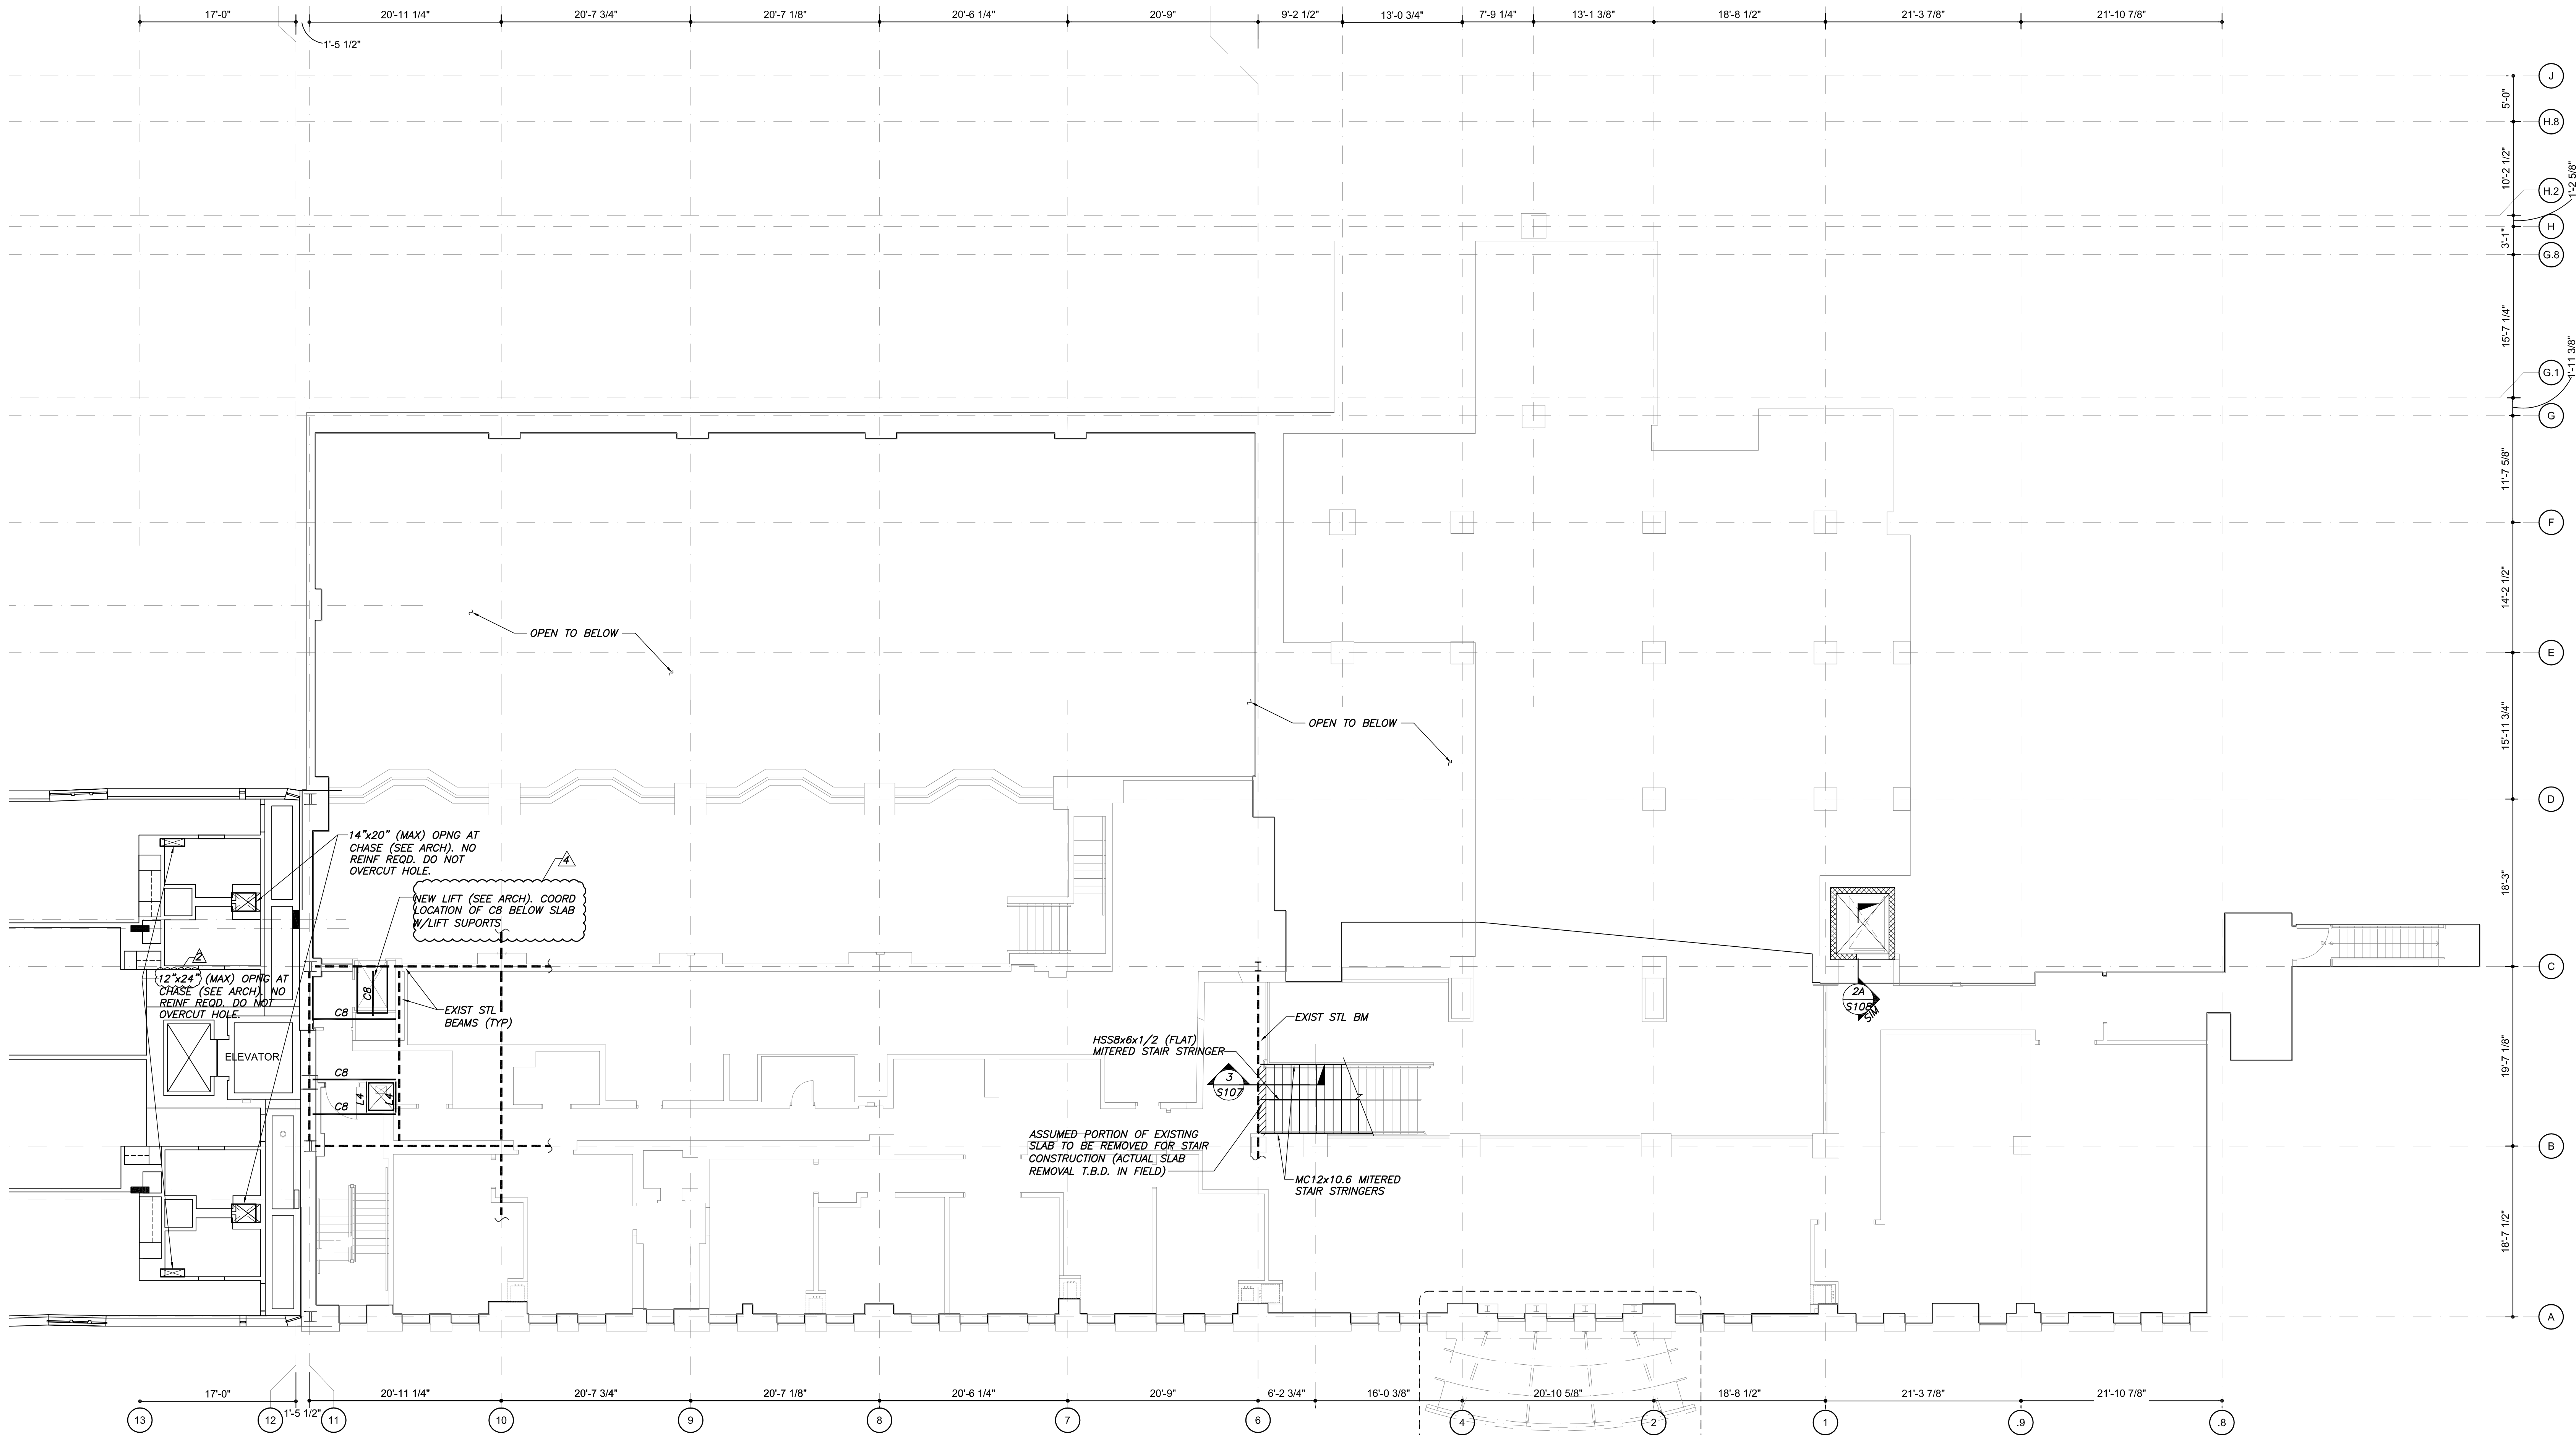 17'-0"
20'-11 1/4"
20'-7 3/4"
20'-7 1/8"
20'-6 1/4"
20'-9"
9'-2 1/2"
13'-0 3/4"
7'-9 1/4"
13'-1 3/8"
18'-8 1/2"
21'-3 7/8"
21'-10 7/8"
1'-5 1/2"
J
5'-0"
H.8
10'-2 1/2"
H.2
1'-2 5/8"
H
3'-1"
G.8
15'-7 1/4"
1'-11 3/8"
G.1
G
11'-7 5/8"
F
14'-2 1/2"
E
15'-11 3/4"
D
18'-3"
C
19'-7 1/8"
B
18'-7 1/2"
A
OPEN TO BELOW
OPEN TO BELOW
14"x20" (MAX) OPNG AT
CHASE (SEE ARCH). NO
REINF REQD. DO NOT
OVERCUT HOLE.
4
NEW LIFT (SEE ARCH). COORD
LOCATION OF C8 BELOW SLAB
W/LIFT SUPORTS
2
12"x24" (MAX) OPNG AT
CHASE (SEE ARCH). NO
REINF REQD. DO NOT
OVERCUT HOLE.
C8
C8
EXIST STL
BEAMS (TYP)
ELEVATOR
C8
L4
L4
C8
EXIST STL BM
HSS8x6x1/2 (FLAT)
MITERED STAIR STRINGER
3
S107
ASSUMED PORTION OF EXISTING
SLAB TO BE REMOVED FOR STAIR
CONSTRUCTION (ACTUAL SLAB
REMOVAL T.B.D. IN FIELD)
MC12x10.6 MITERED
STAIR STRINGERS
2A
S108
SIM
17'-0"
1'-5 1/2"
20'-11 1/4"
20'-7 3/4"
20'-7 1/8"
20'-6 1/4"
20'-9"
6'-2 3/4"
16'-0 3/8"
20'-10 5/8"
18'-8 1/2"
21'-3 7/8"
21'-10 7/8"
13
12
11
10
9
8
7
6
4
2
1
.9
.8